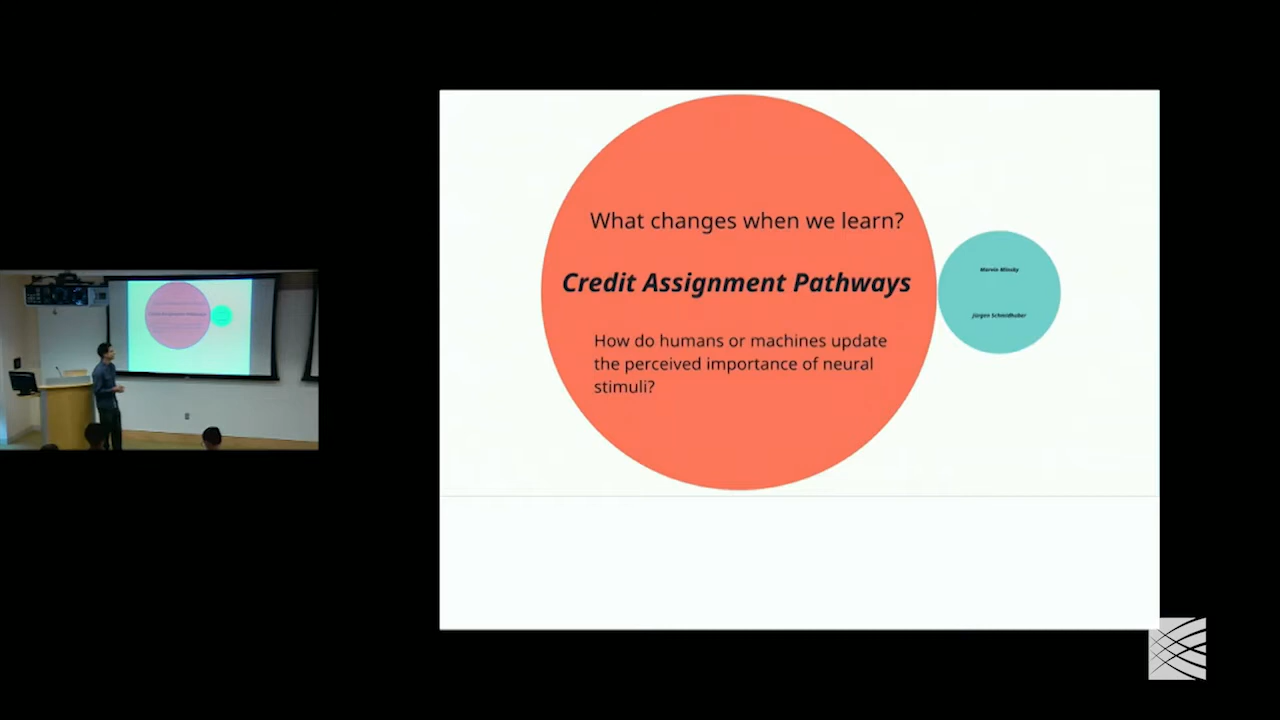 What changes when we learn?
Credit Assignment Pathways
How do humans or machines update
the perceived importance of neural
stimuli?
Marvin Minsky
Jürgen Schmidhuber